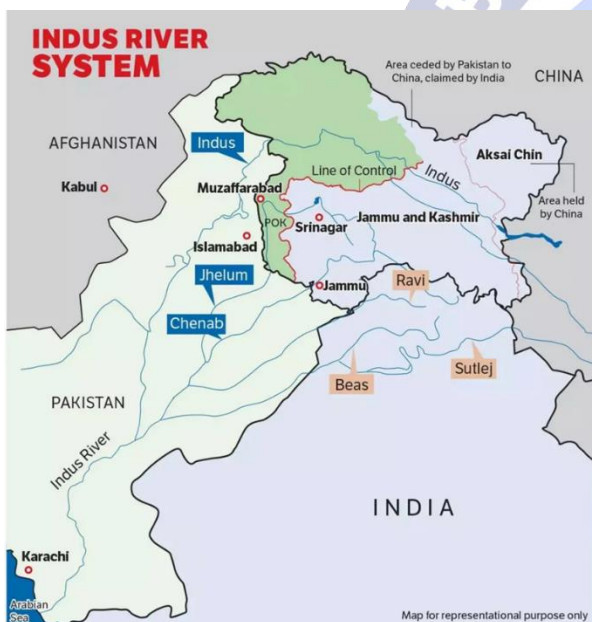 INDUS RIVER
SYSTEM
Area ceded by Pakistan to
China, claimed by India
CHINA
AFGHANISTAN
Indus
Aksai Chin
Line of Control
Indus
Kabul
Muzaffarabad
Area held
by China
POK
Srinagar
Jammu and Kashmir
Islamabad
Jhelum
Jammu
Ravi
Chenab
Beas
Sutlej
PAKISTAN
Indus River
INDIA
Karachi
Arabian
Sea
Map for representational purpose only